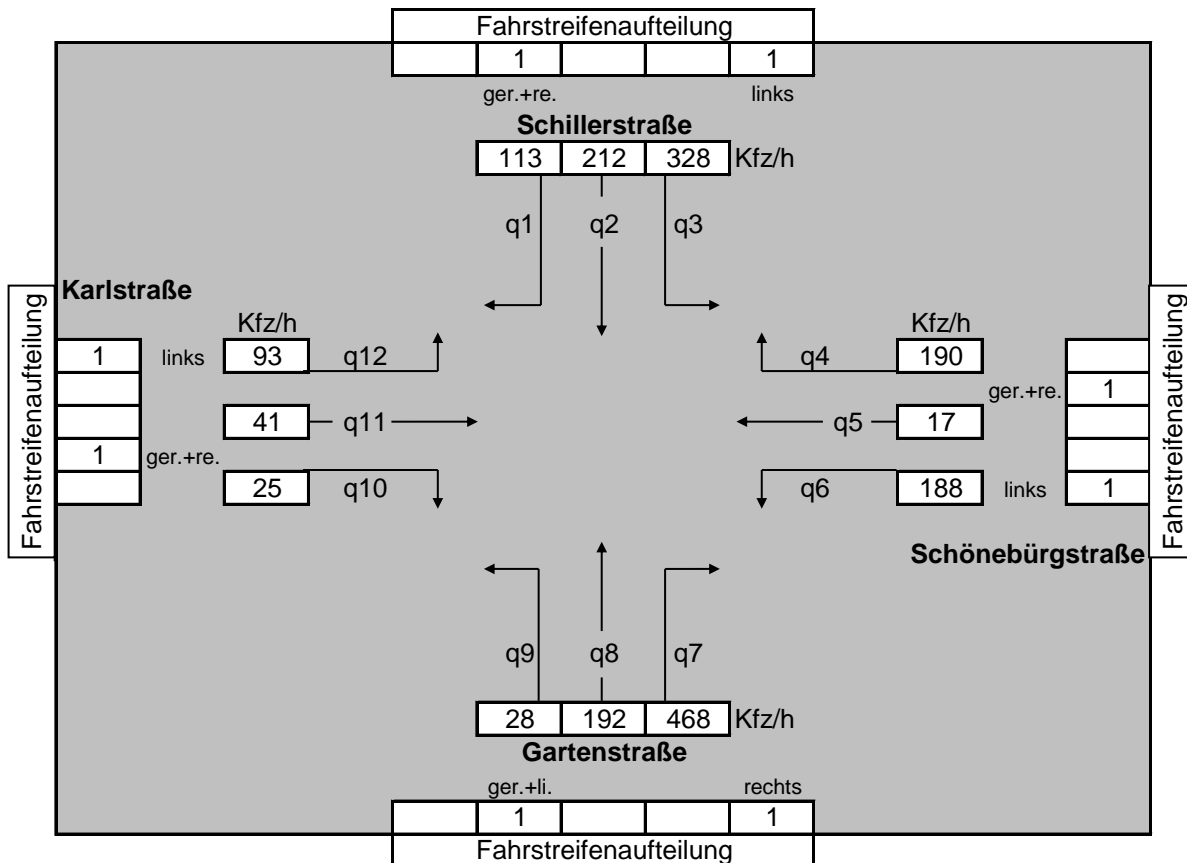 Fahrstreifenaufteilung
1 1
ger.+re. links
Schillerstraße
113 212 328 Kfz/h
q1 q2 q3
Karlstraße
Fahrstreifenaufteilung
Kfz/h
1 links 93 q12
41 q11
1 ger.+re.
25 q10
Kfz/h
q4 190
ger.+re. 1
q5 17
q6 188 links 1
Fahrstreifenaufteilung
Schönebürgstraße
q9 q8 q7
28 192 468 Kfz/h
Gartenstraße
ger.+li. rechts
1 1
Fahrstreifenaufteilung